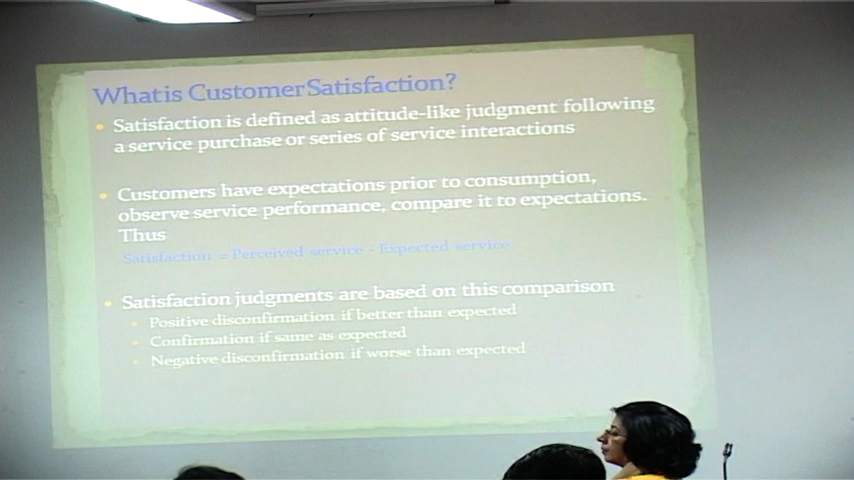 What is Customer Satisfaction?
Satisfaction is defined as attitude-like judgment following
a service purchase or series of service interactions
Customers have expectations prior to consumption,
observe service performance, compare it to expectations.
Thus
Satisfaction = Perceived service - Expected service
Satisfaction judgments are based on this comparison
Positive disconfirmation if better than expected
Confirmation if same as expected
Negative disconfirmation if worse than expected